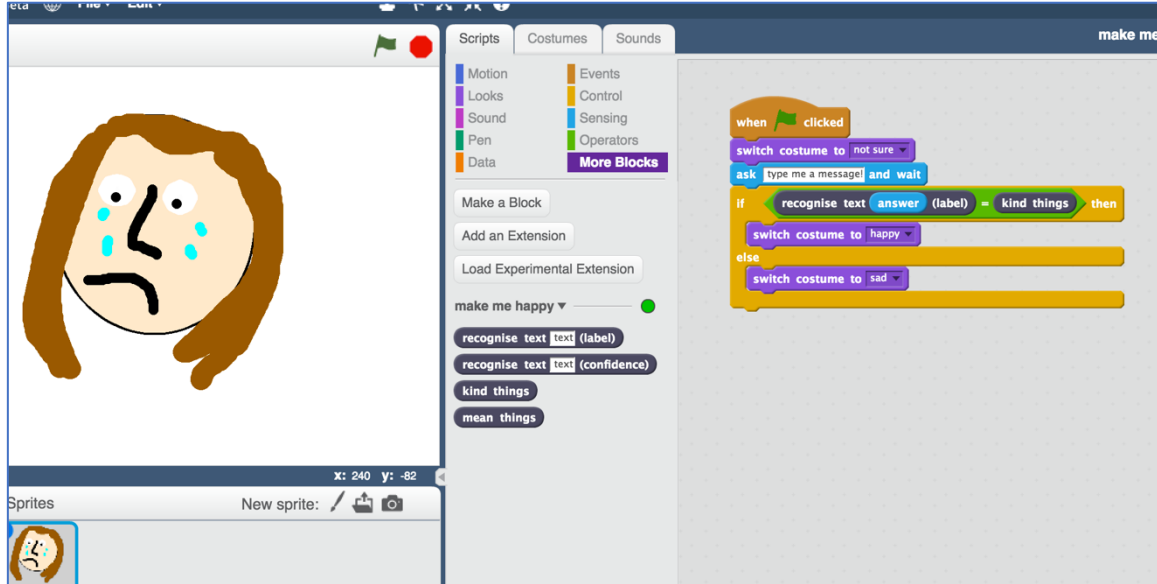 eta File Edit
Scripts Costumes Sounds
make me
Motion Events
Looks Control
Sound Sensing
Pen Operators
Data More Blocks
Make a Block
Add an Extension
Load Experimental Extension
make me happy
recognise text text (label)
recognise text text (confidence)
kind things
mean things
when clicked
switch costume to not sure
ask type me a message! and wait
if recognise text answer (label) = kind things then
switch costume to happy
else
switch costume to sad
x: 240 y: -82
Sprites New sprite: